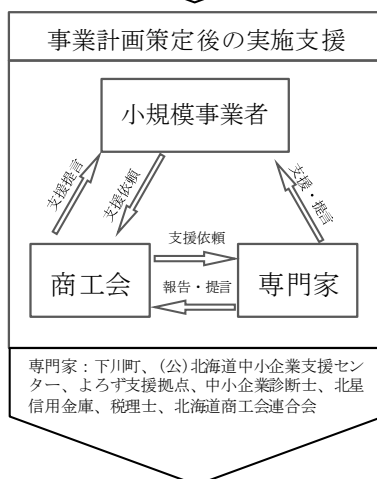 事業計画策定後の実施支援
小規模事業者
支援提言
支援依頼
支援・提言
支援依頼
商工会
専門家
報告・提言
専門家：下川町、(公)北海道中小企業支援セン
ター、よろず支援拠点、中小企業診断士、北星
信用金庫、税理士、北海道商工会連合会